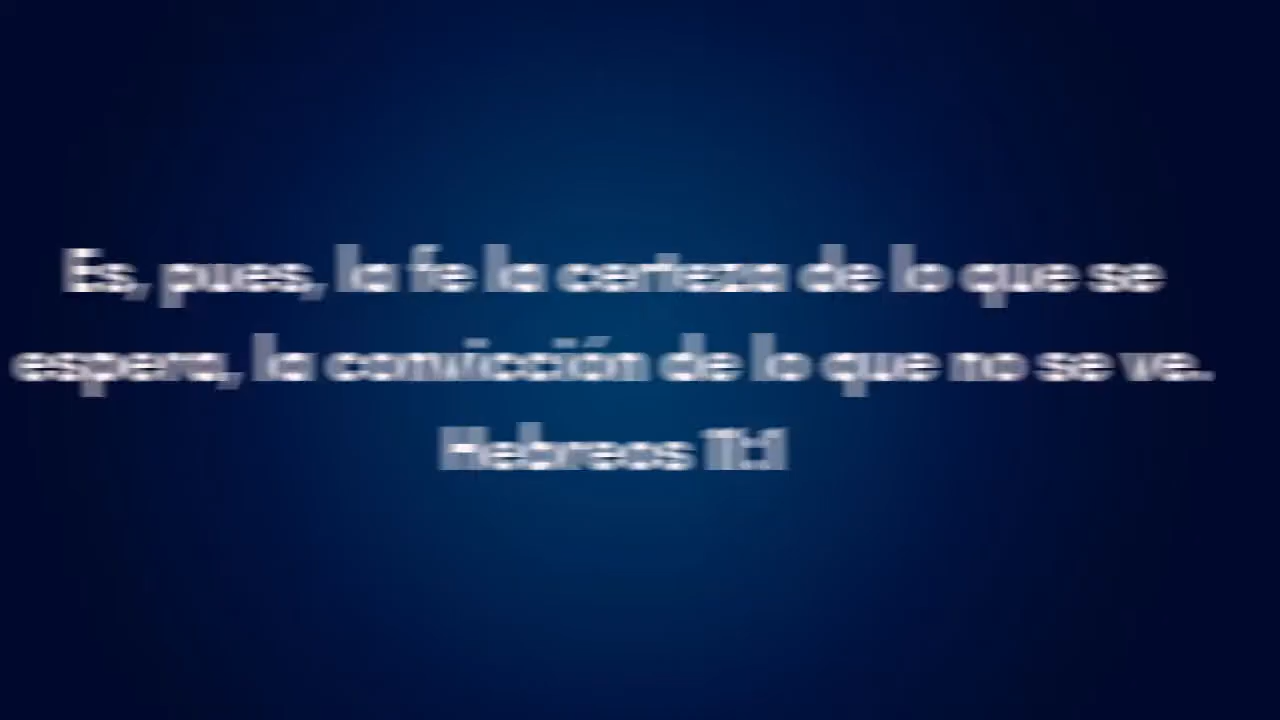 Es, pues, la fe la certeza de lo que se
espera, la convicción de lo que no se ve.
Hebreos 11:1